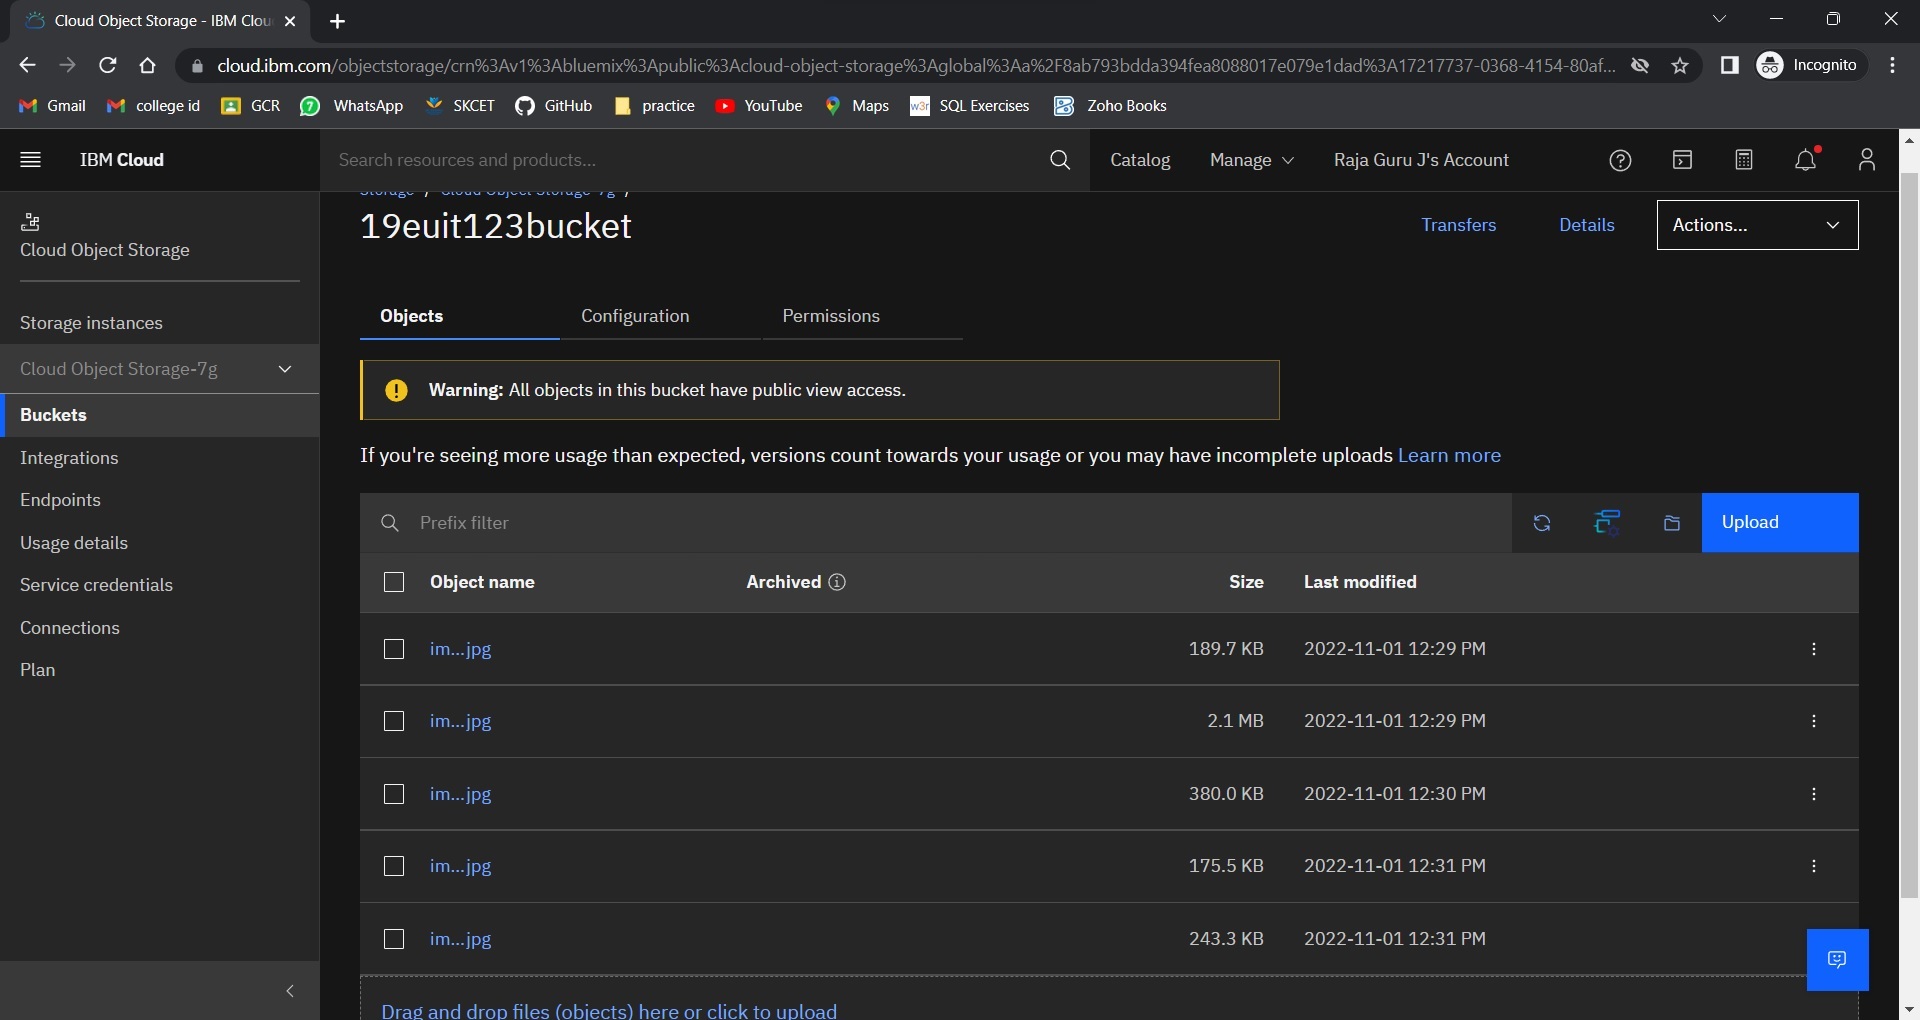 Cloud Object Storage - IBM Clou
cloud.ibm.com/objectstorage/crn%3Av1%3Abluemix%3Apublic%3Acloud-object-storage%3Aglobal%3Aa%2F8ab793bdda394fea8088017e079e1dad%3A17217737-0368-4154-80af... Incognito
Gmail college id GCR WhatsApp SKCET GitHub practice YouTube Maps SQL Exercises Zoho Books
IBM Cloud Search resources and products... Catalog Manage Raja Guru J's Account
Storage / Cloud Object Storage-7g /
19euit123bucket Transfers Details Actions...
Cloud Object Storage
Storage instances
Cloud Object Storage-7g
Buckets
Integrations
Endpoints
Usage details
Service credentials
Connections
Plan
Objects Configuration Permissions
Warning: All objects in this bucket have public view access.
If you're seeing more usage than expected, versions count towards your usage or you may have incomplete uploads Learn more
Prefix filter Upload
Object name Archived Size Last modified
im...jpg 189.7 KB 2022-11-01 12:29 PM
im...jpg 2.1 MB 2022-11-01 12:29 PM
im...jpg 380.0 KB 2022-11-01 12:30 PM
im...jpg 175.5 KB 2022-11-01 12:31 PM
im...jpg 243.3 KB 2022-11-01 12:31 PM
Drag and drop files (objects) here or click to upload